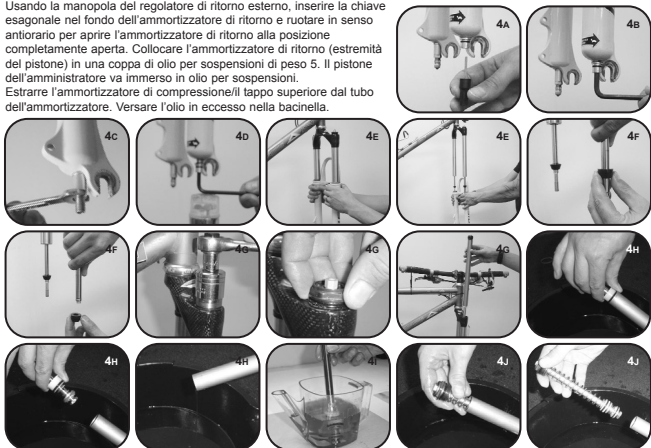 Usando la manopola del regolatore di ritorno esterno, inserire la chiave
esagonale nel fondo dell'ammortizzatore di ritorno e ruotare in senso
antiorario per aprire l'ammortizzatore di ritorno alla posizione
completamente aperta. Collocare l'ammortizzatore di ritorno (estremità
del pistone) in una coppa di olio per sospensioni di peso 5. Il pistone
dell'amministratore va immerso in olio per sospensioni.
Estrarre l'ammortizzatore di compressione/il tappo superiore dal tubo
dell'ammortizzatore. Versare l'olio in eccesso nella bacinella.
4A
4B
4C
4D
4E
4E
4F
4F
4G
4G
4G
4H
4H
4H
4I
4J
4J